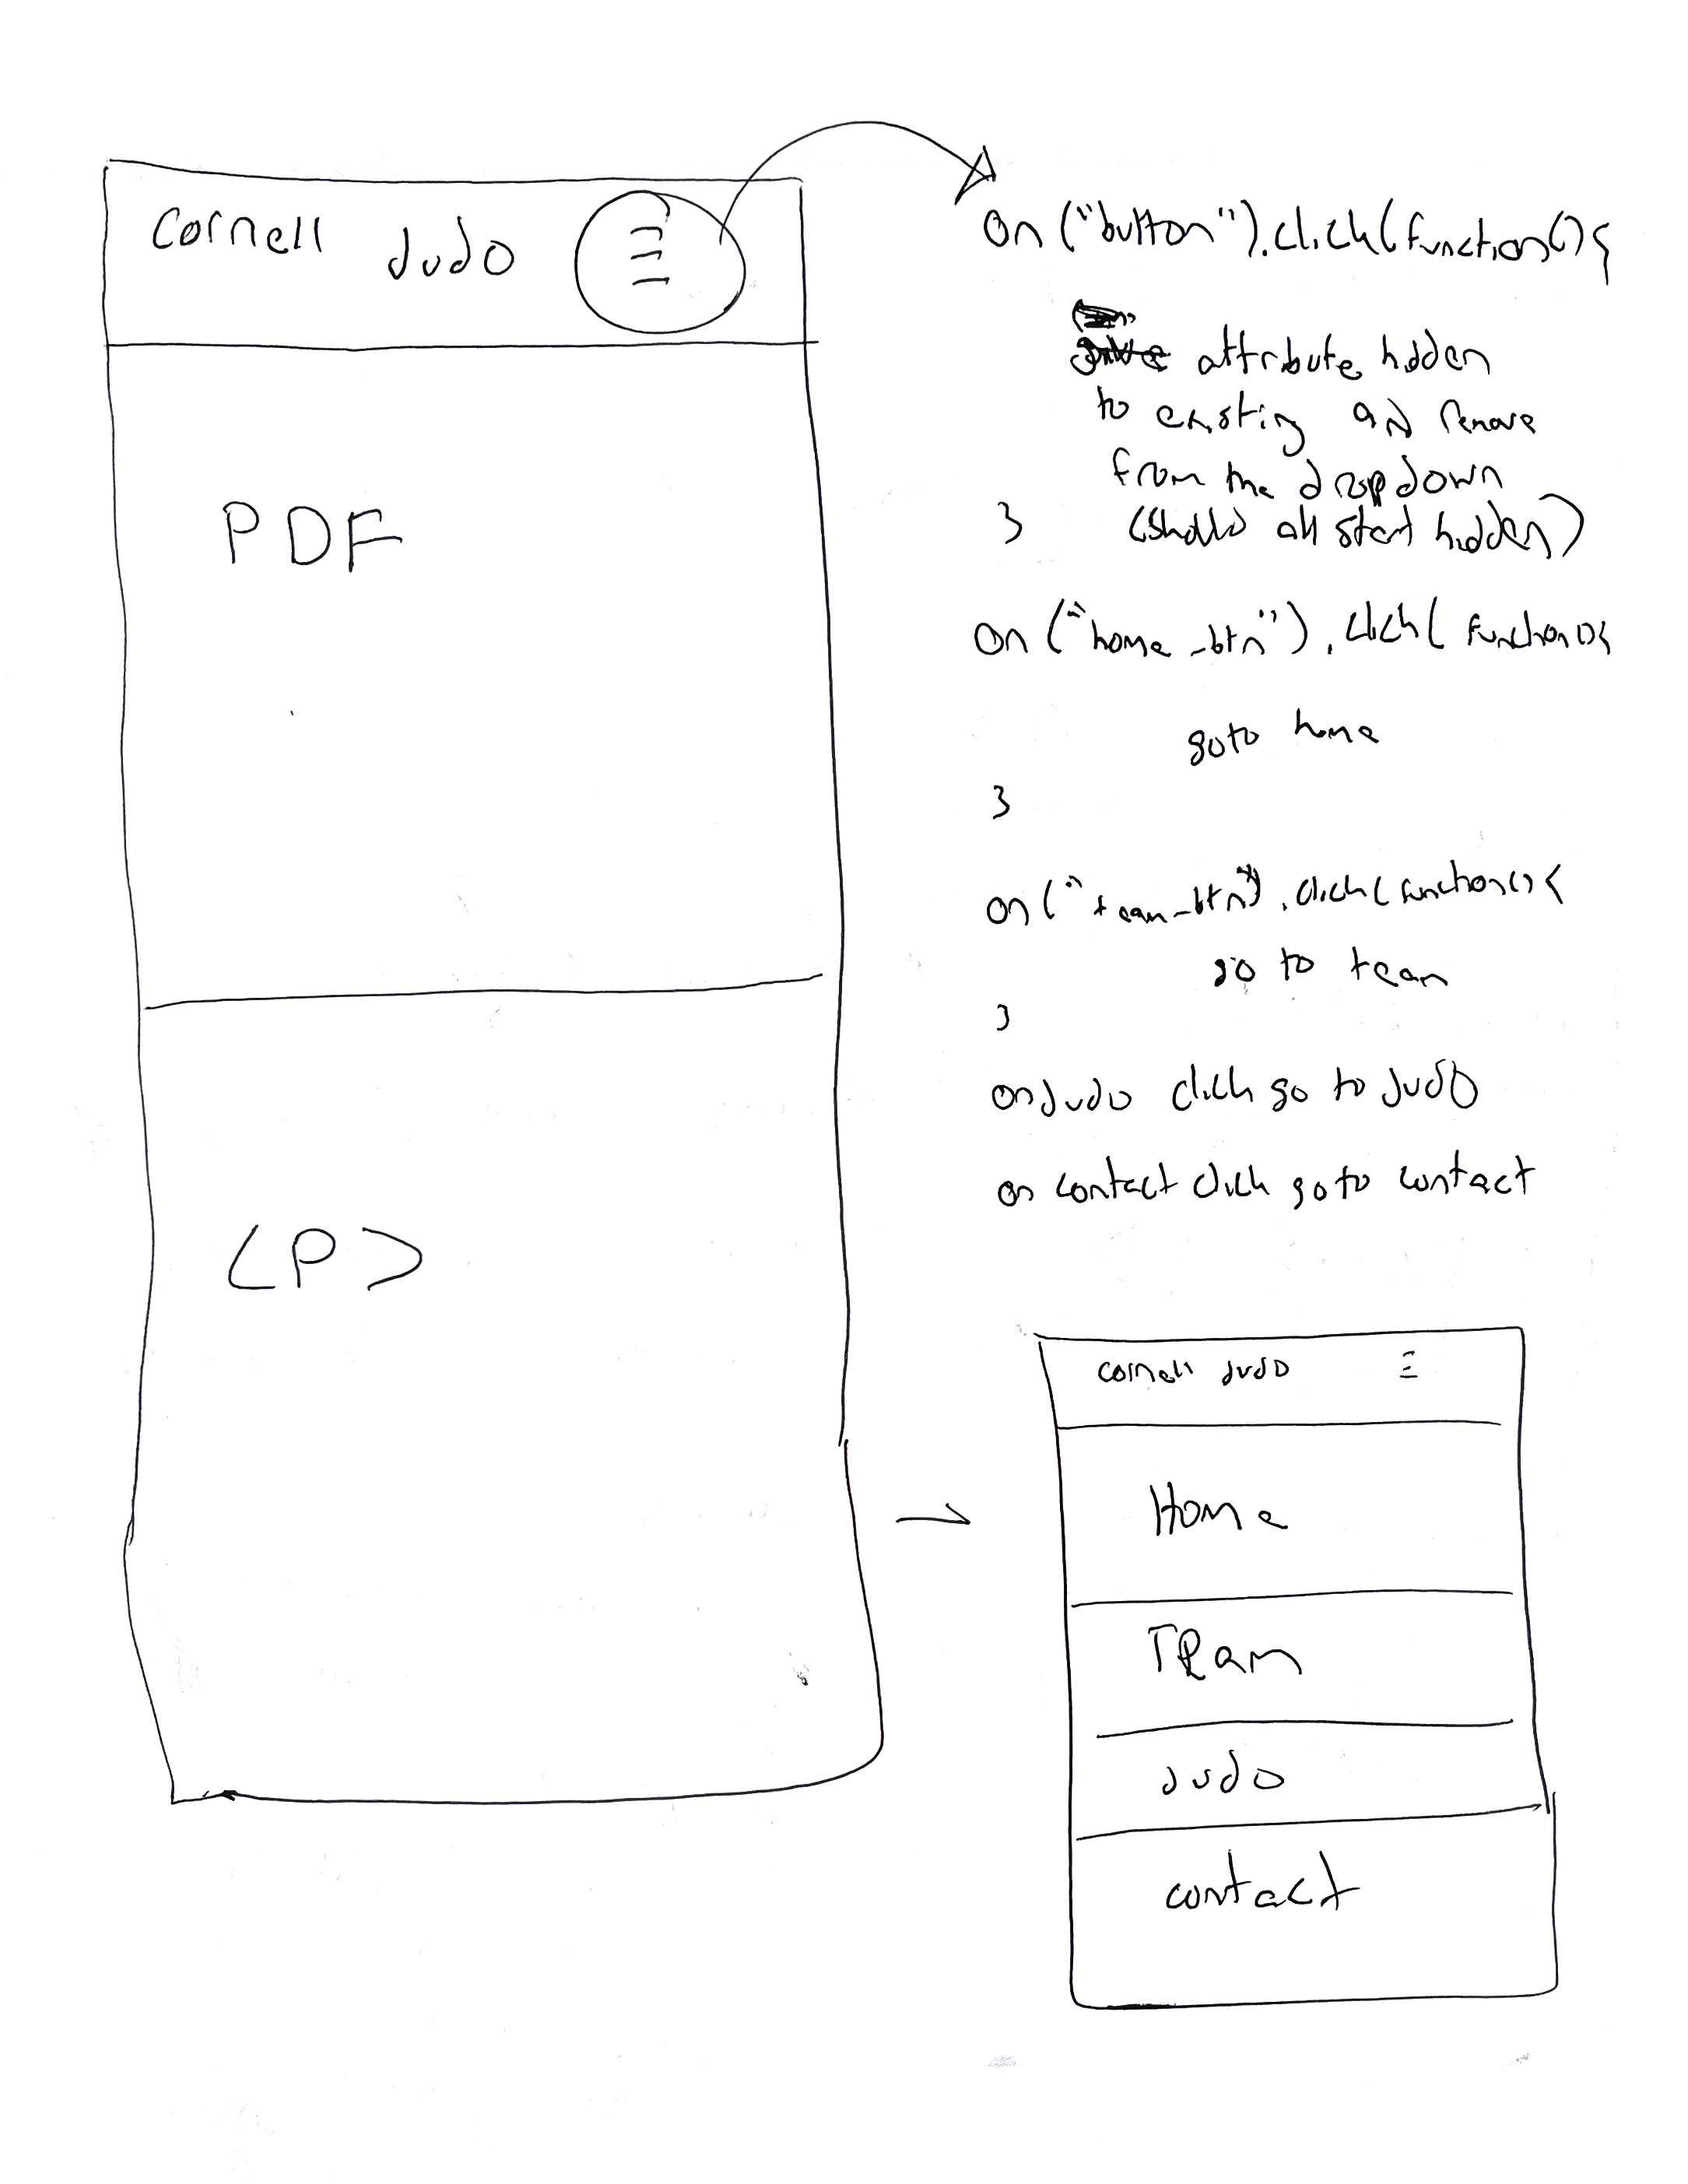 Cornell Judo Ξ
PDF
<P>
on ("button").click(function(){
attribute hidden
to existing and remove
from the dropdown
(should all start hidden)
}
on ("home_btn").click(function(){
goto home
}
on ("team_btn").click(function(){
go to team
}
on Judo click go to Judo
on contact click go to contact
Cornell Judo Ξ
Home
Team
Judo
contact